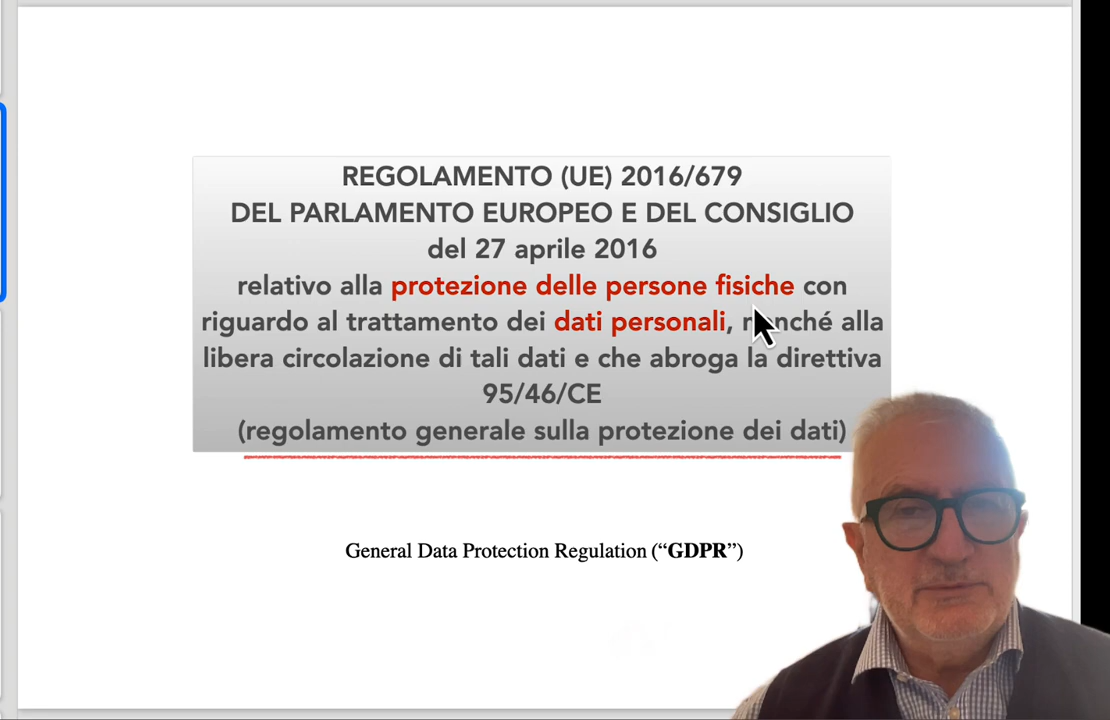 REGOLAMENTO (UE) 2016/679
DEL PARLAMENTO EUROPEO E DEL CONSIGLIO
del 27 aprile 2016
relativo alla protezione delle persone fisiche con
riguardo al trattamento dei dati personali, alla
libera circolazione di tali dati e che abroga la direttiva
95/46/CE
(regolamento generale sulla protezione dei dati)
General Data Protection Regulation (“GDPR”)